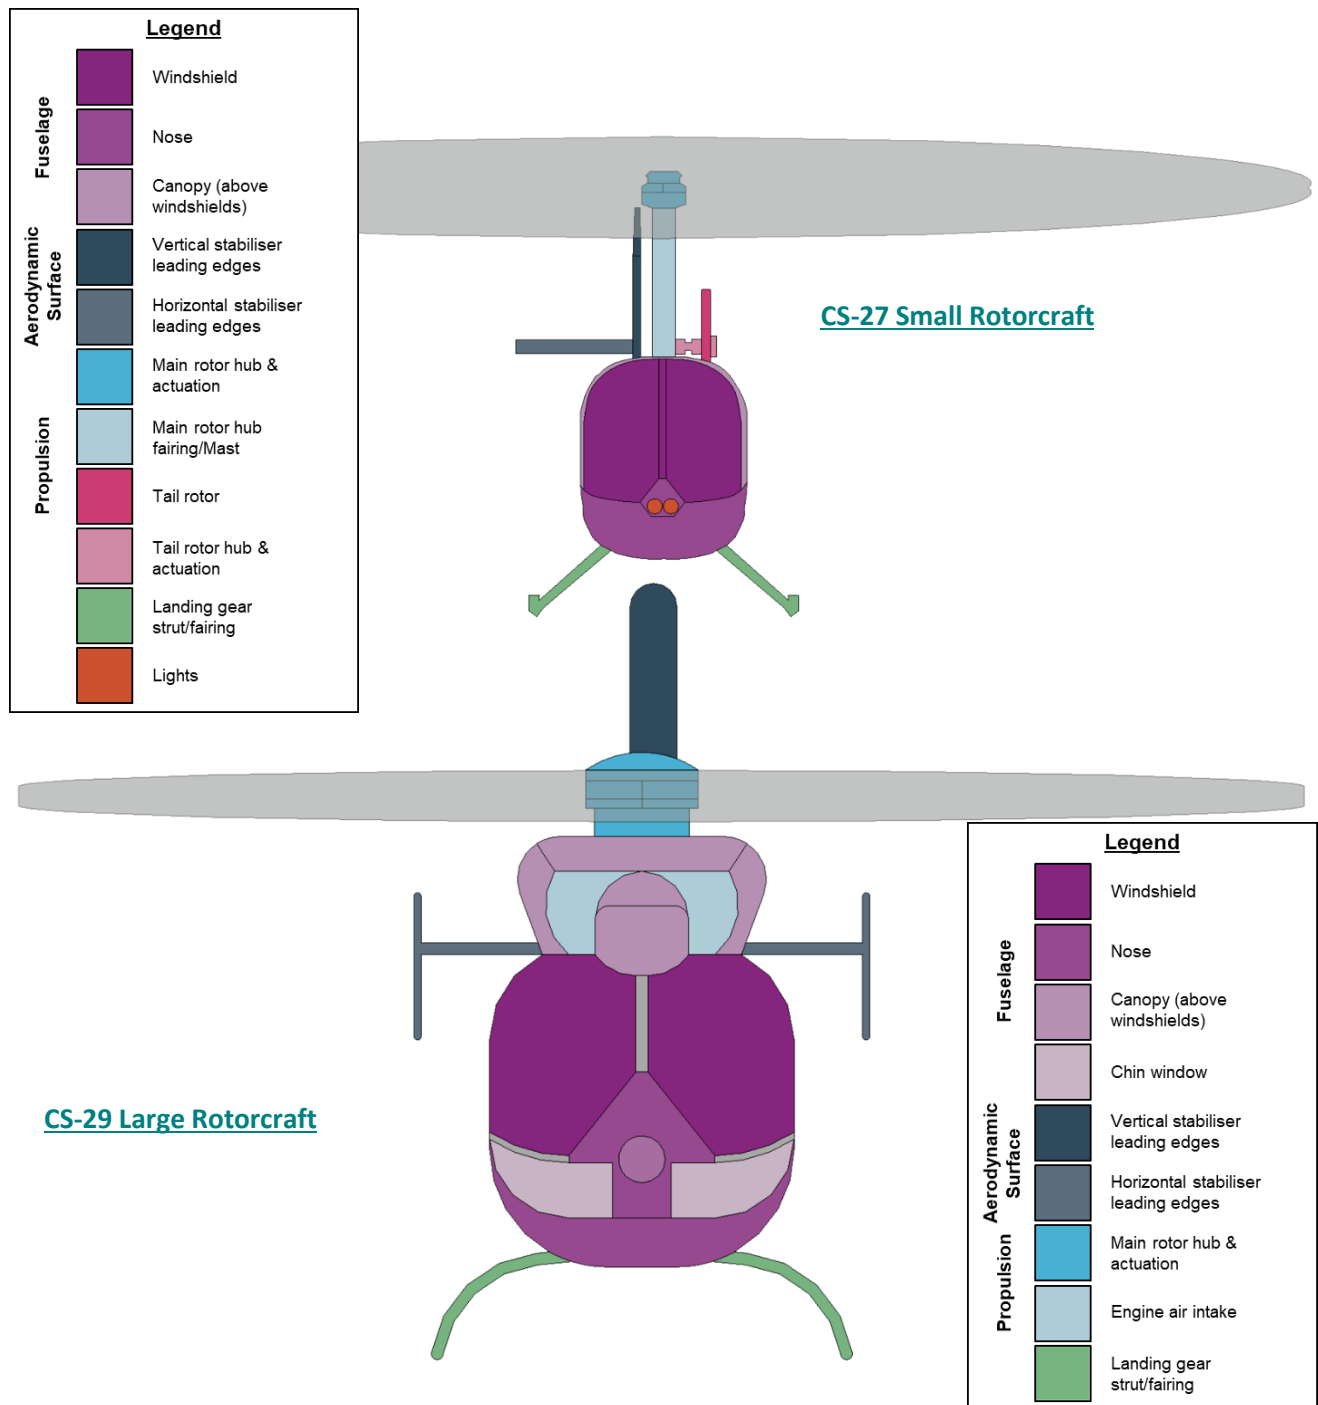 Legend
Fuselage
Aerodynamic
Surface
Propulsion
Windshield
Nose
Canopy (above
windshields)
Vertical stabiliser
leading edges
Horizontal stabiliser
leading edges
Main rotor hub &
actuation
Main rotor hub
fairing/Mast
Tail rotor
Tail rotor hub &
actuation
Landing gear
strut/fairing
Lights
CS-27 Small Rotorcraft
CS-29 Large Rotorcraft
Legend
Fuselage
Aerodynamic
Surface
Propulsion
Windshield
Nose
Canopy (above
windshields)
Chin window
Vertical stabiliser
leading edges
Horizontal stabiliser
leading edges
Main rotor hub &
actuation
Engine air intake
Landing gear
strut/fairing